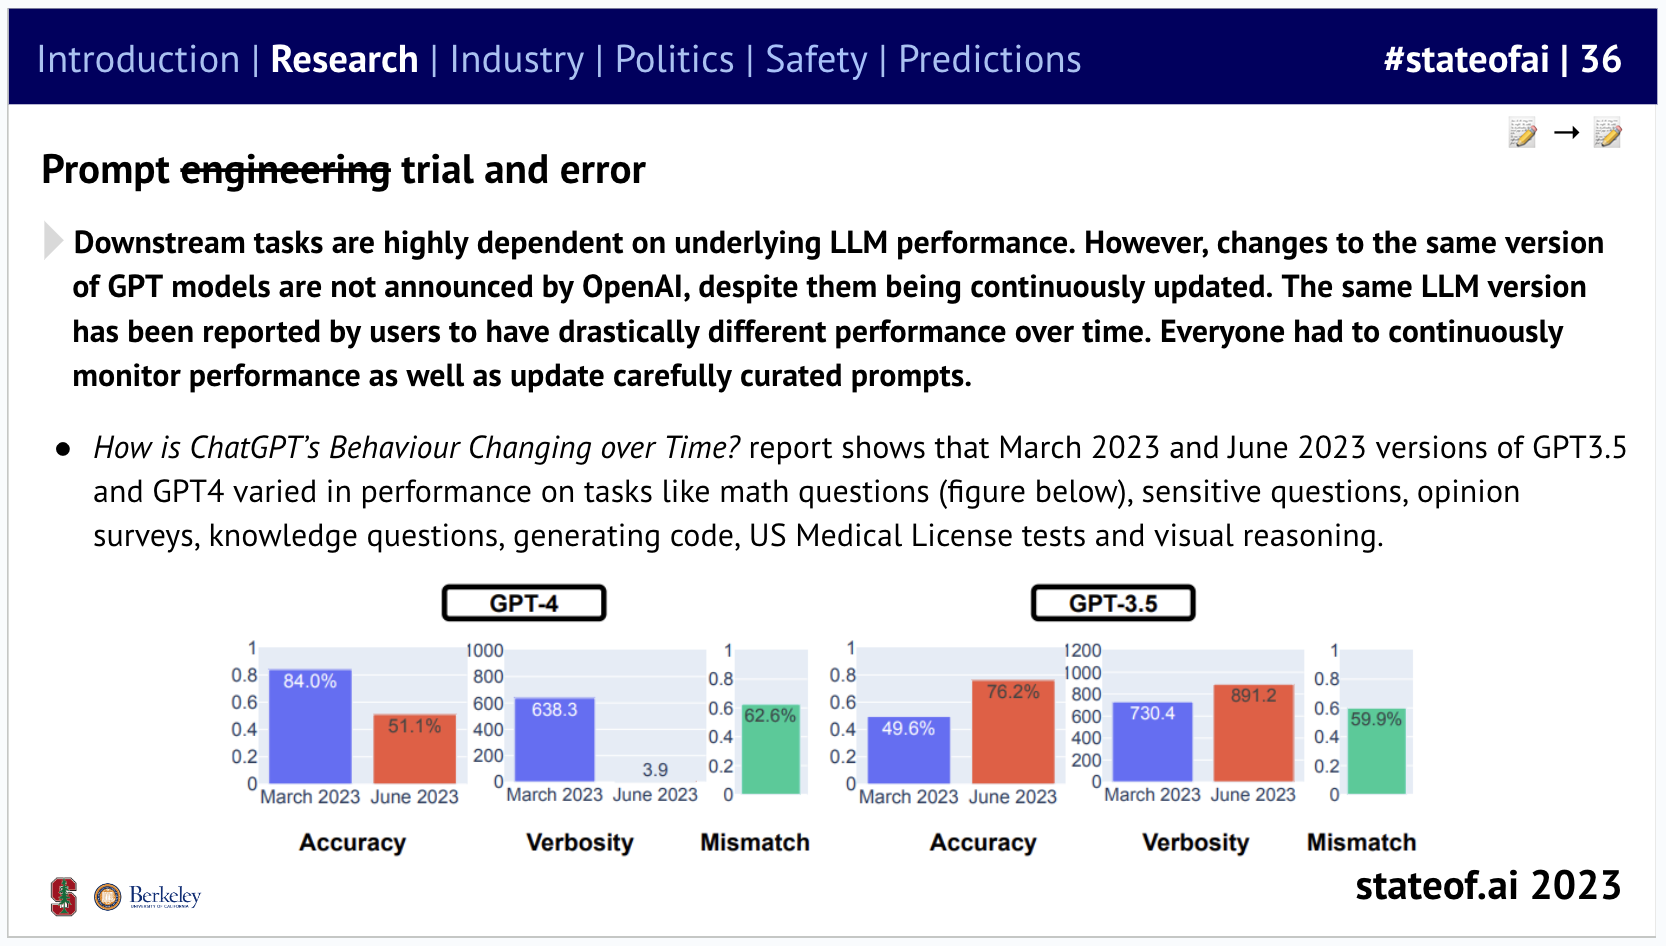 Introduction | Research | Industry | Politics | Safety | Predictions
#stateofai | 36
Prompt engineering trial and error
Downstream tasks are highly dependent on underlying LLM performance. However, changes to the same version
of GPT models are not announced by OpenAI, despite them being continuously updated. The same LLM version
has been reported by users to have drastically different performance over time. Everyone had to continuously
monitor performance as well as update carefully curated prompts.
● How is ChatGPT's Behaviour Changing over Time? report shows that March 2023 and June 2023 versions of GPT3.5
and GPT4 varied in performance on tasks like math questions (figure below), sensitive questions, opinion
surveys, knowledge questions, generating code, US Medical License tests and visual reasoning.
GPT-4
1
0.8
0.6
0.4
0.2
0
84.0%
51.1%
March 2023 June 2023
Accuracy
1000
800
600
400
200
0
638.3
3.9
March 2023 June 2023
Verbosity
1
0.8
0.6
0.4
0.2
0
62.6%
Mismatch
GPT-3.5
1
0.8
0.6
0.4
0.2
0
49.6%
76.2%
March 2023 June 2023
Accuracy
1200
1000
800
600
400
200
0
730.4
891.2
March 2023 June 2023
Verbosity
1
0.8
0.6
0.4
0.2
0
59.9%
Mismatch
S
Berkeley
UNIVERSITY OF CALIFORNIA
stateof.ai 2023